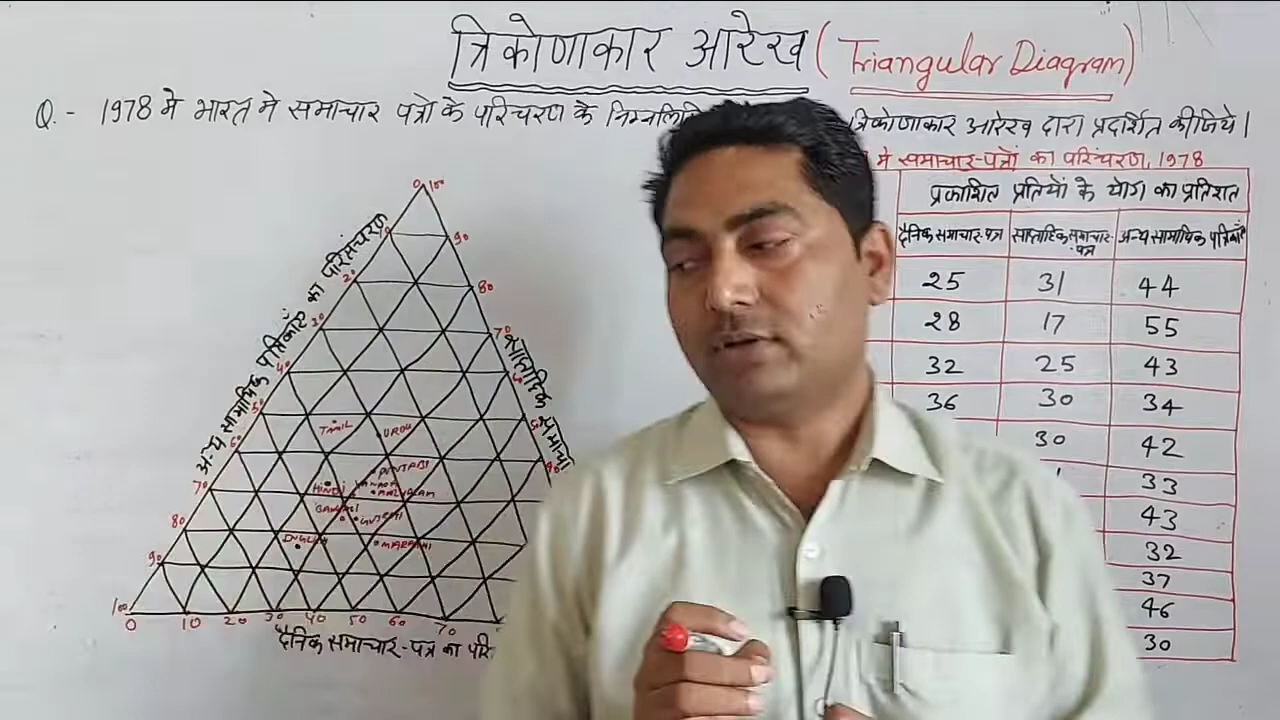 त्रिकोणाकार आरेख (Triangular Diagram)
Q. - 1978 मे भारत मे समाचार पत्रो के परिचरण के त्रिकोणाकार आरेख द्वारा प्रदर्शित कीजिये।
मे समाचार-पत्रों का परिचरण, 1978
प्रकाशित प्रतियों के योग का प्रतिशत
दैनिक समाचार-पत्र साप्ताहिक समाचार-पत्र अन्य सामयिक पत्रिकाएँ
25 31 44
28 17 55
32 25 43
36 30 34
30 42
33
43
32
37
46
30
अन्य सामयिक पत्रिकाएँ का परिसंचरण
साप्ताहिक समाचा
0 100
90
20 80
30 70
40
50
60
70
80
90
100
TAMIL URDU
PUNJABI
HINDI KANADA MALYALAM
BANGALI GUJRATI
ENGLISH MARATHI
0 10 20 30 40 50 60 70
दैनिक समाचार-पत्र का परि